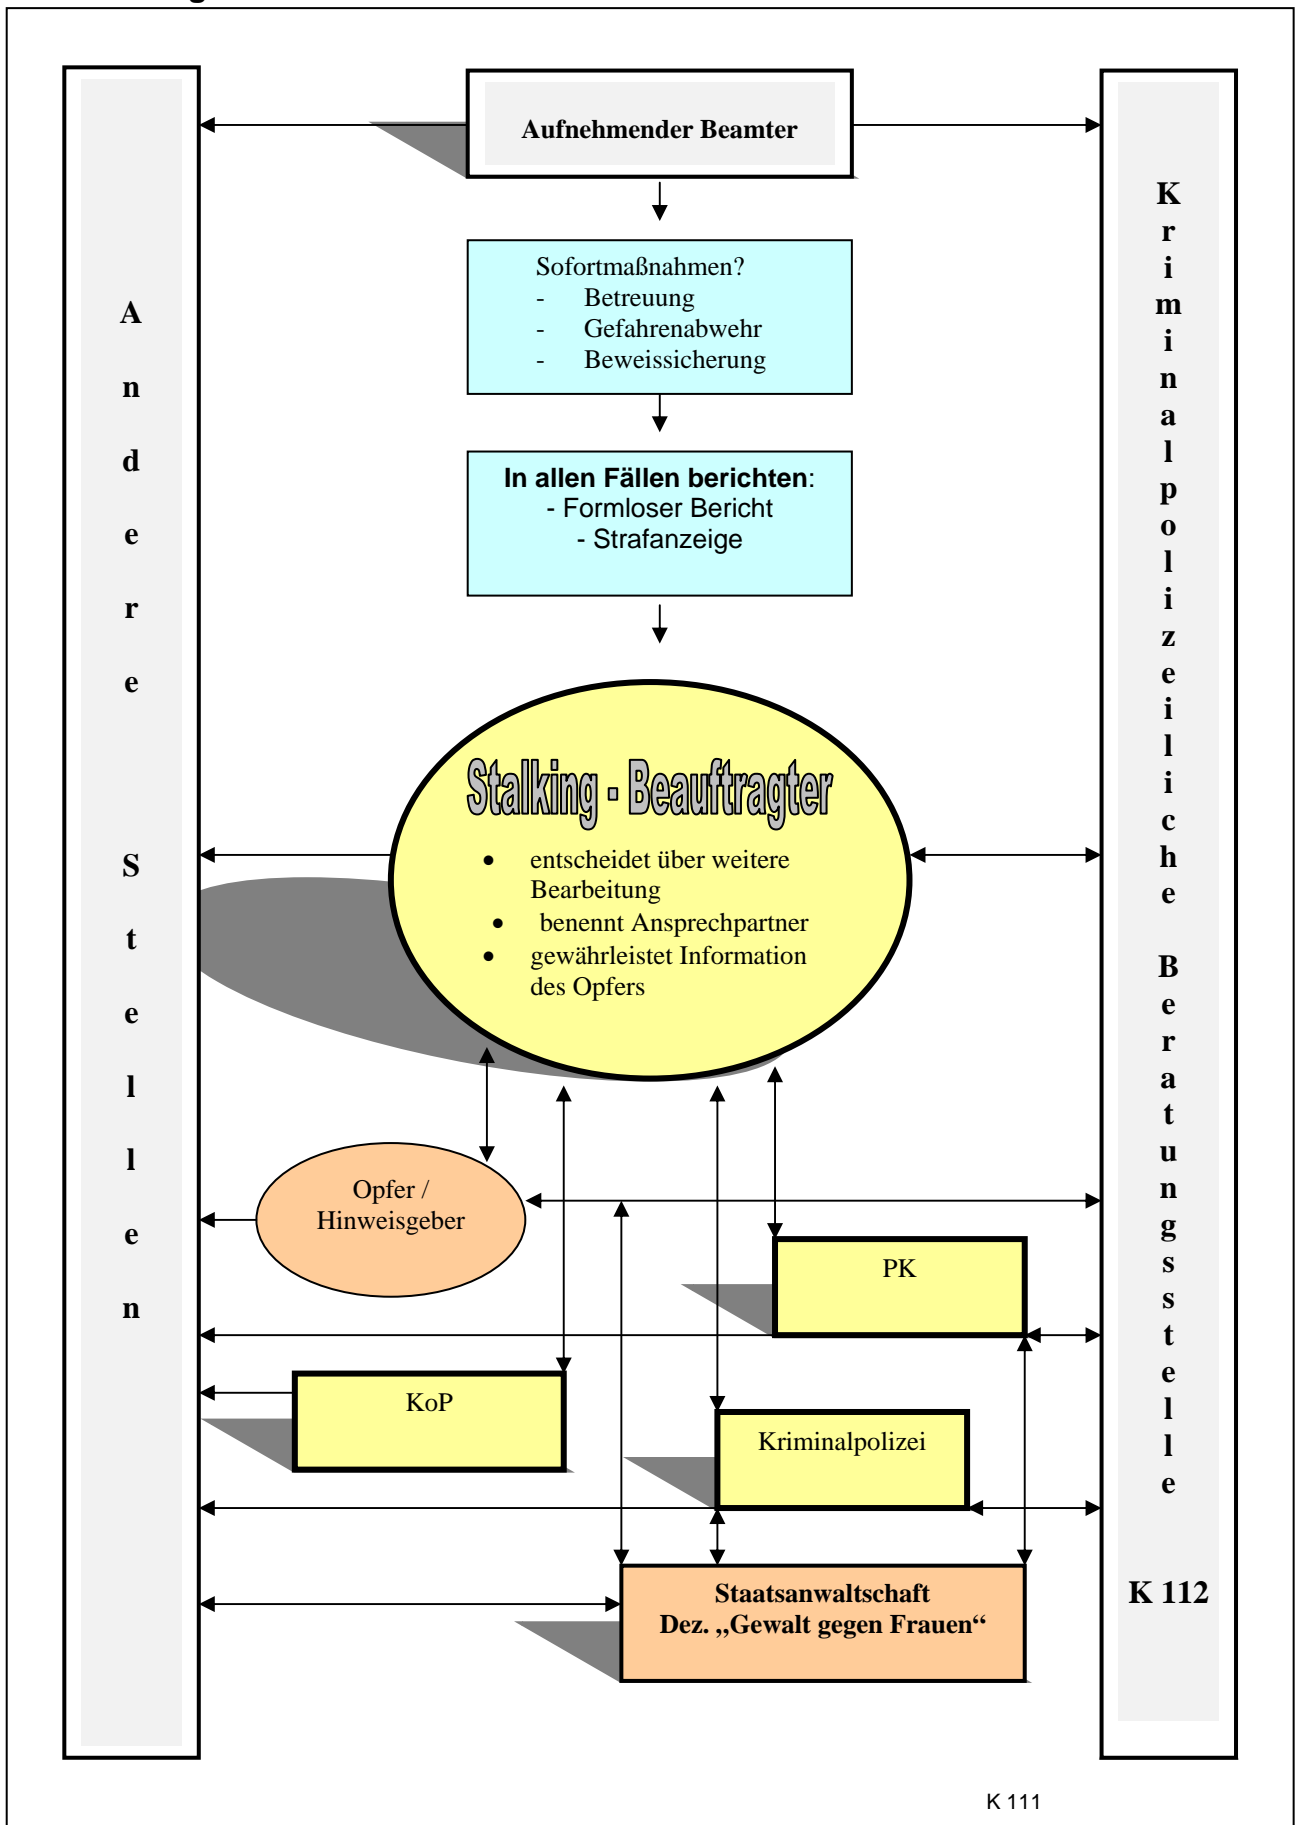 Aufnehmender Beamter
Sofortmaßnahmen?
- Betreuung
- Gefahrenabwehr
- Beweissicherung
In allen Fällen berichten:
- Formloser Bericht
- Strafanzeige
Stalking - Beauftragter
• entscheidet über weitere
Bearbeitung
• benennt Ansprechpartner
• gewährleistet Information
des Opfers
Opfer /
Hinweisgeber
PK
KoP
Kriminalpolizei
Staatsanwaltschaft
Dez. „Gewalt gegen Frauen“
Andere Stellen
Kriminalpolizeiliche Beratungsstelle
K 112
K 111